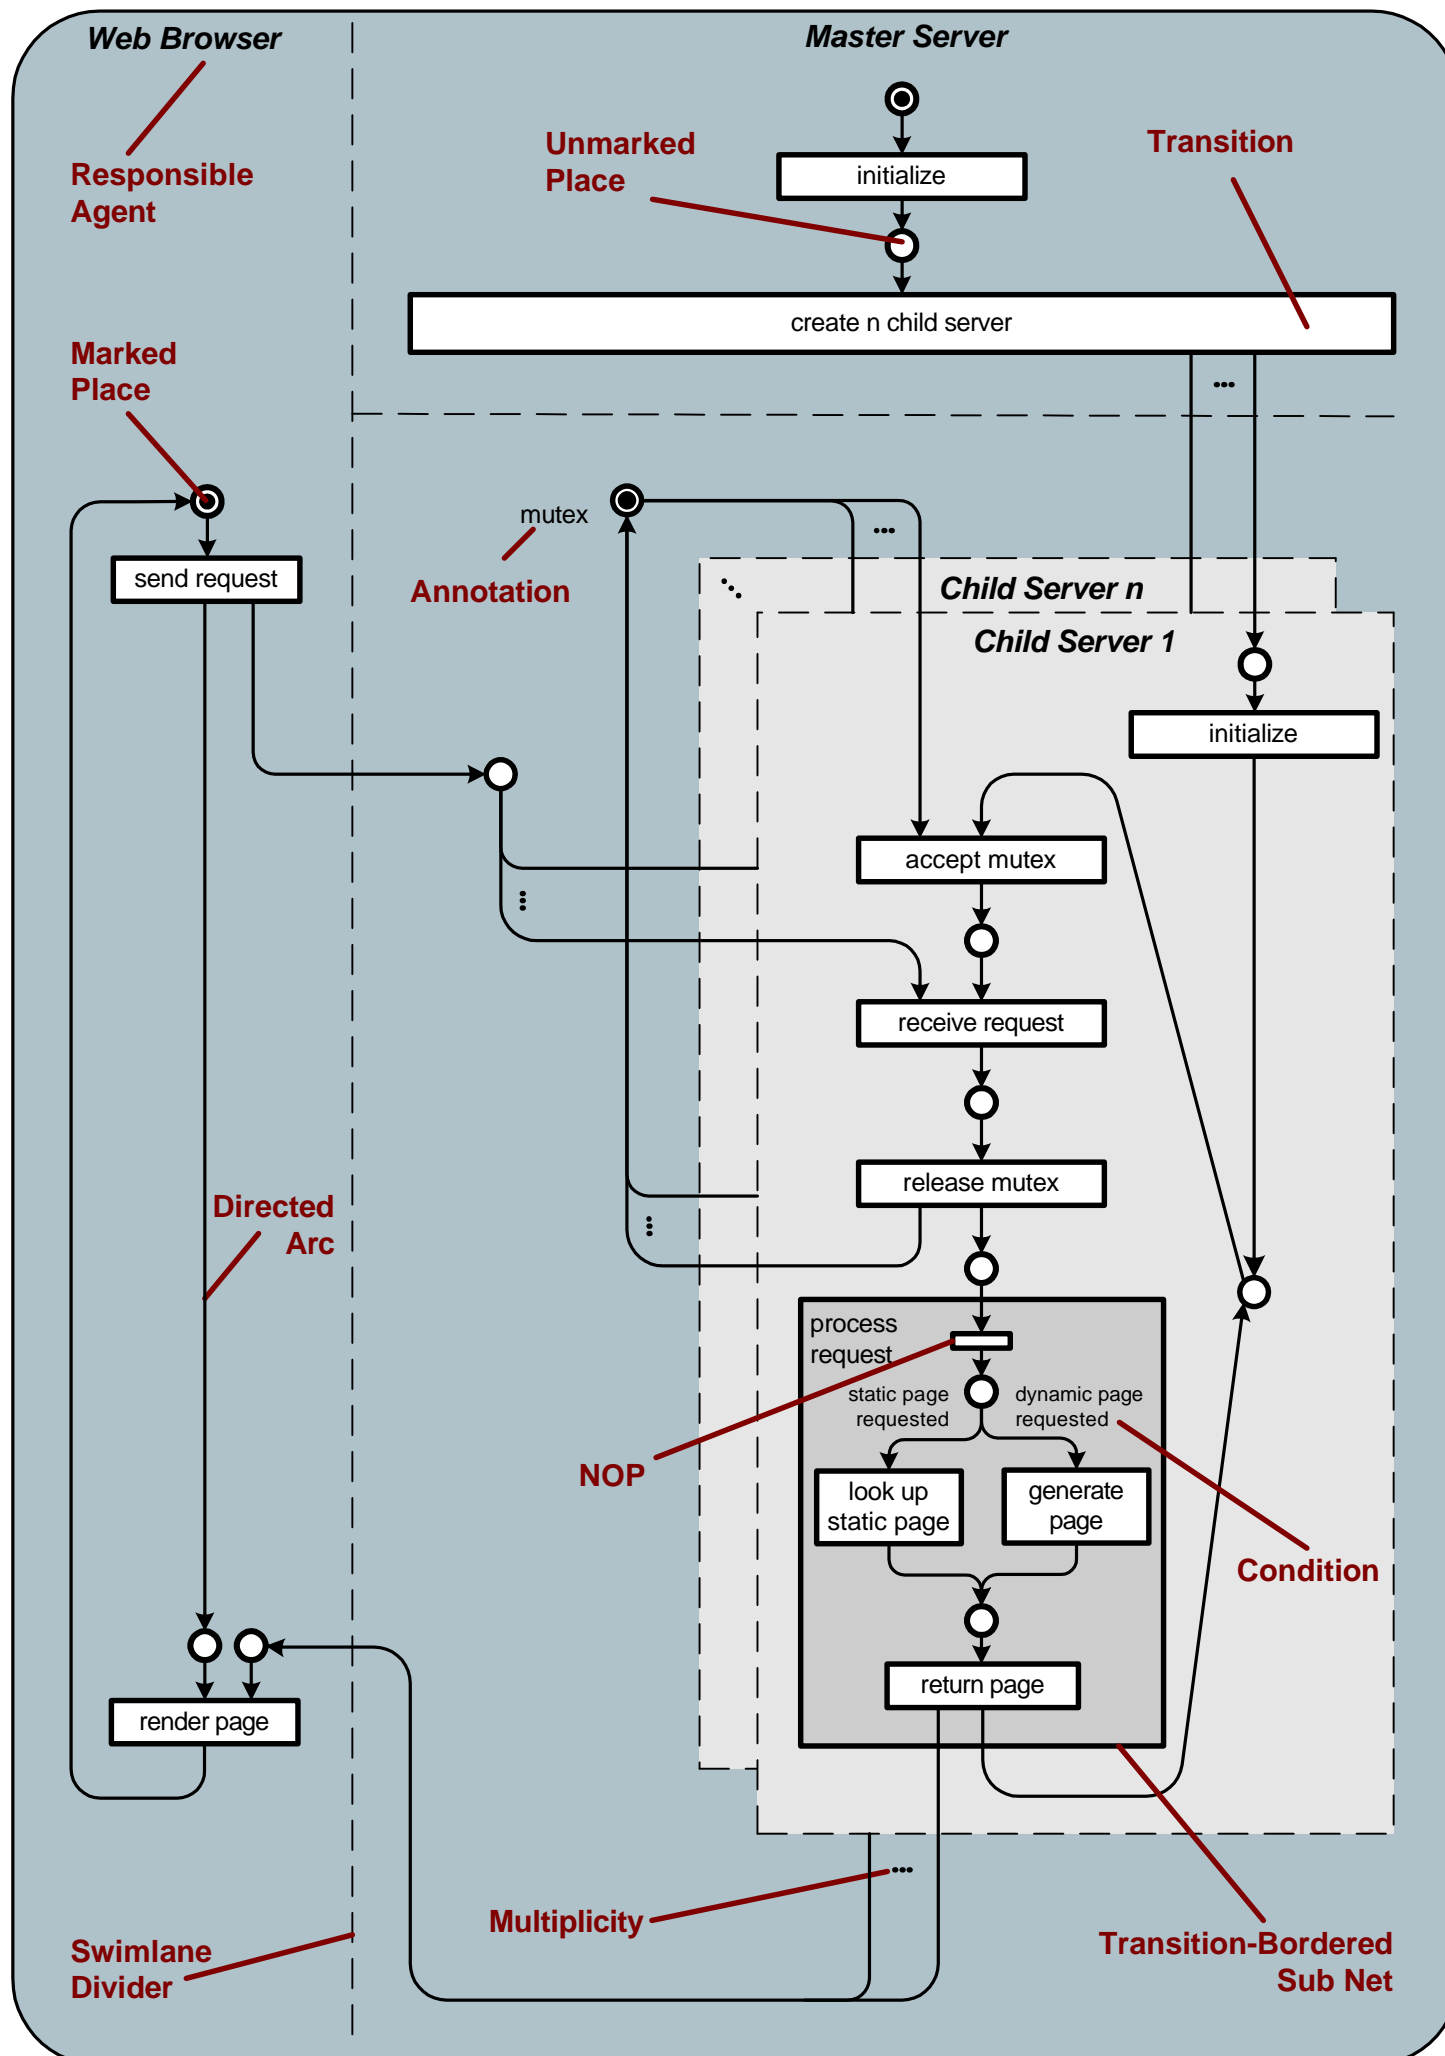 Web Browser
Master Server
Responsible
Agent
Unmarked
Place
Transition
initialize
create n child server
Marked
Place
mutex
Annotation
send request
Child Server n
Child Server 1
initialize
accept mutex
receive request
release mutex
Directed
Arc
process
request
static page
requested
dynamic page
requested
NOP
look up
static page
generate
page
Condition
return page
render page
Multiplicity
Swimlane
Divider
Transition-Bordered
Sub Net